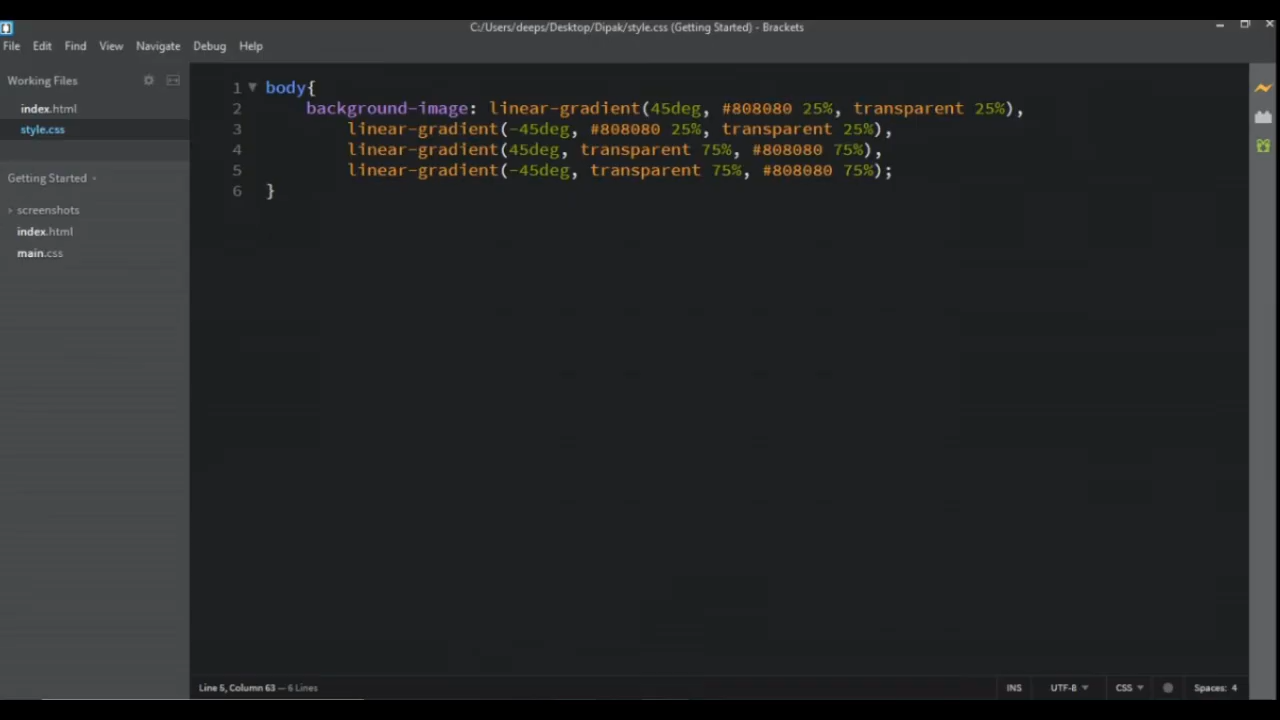 C:/Users/deeps/Desktop/Dipak/style.css (Getting Started) - Brackets
File Edit Find View Navigate Debug Help
Working Files
index.html
style.css
Getting Started
screenshots
index.html
main.css
1 body{
2 background-image: linear-gradient(45deg, #808080 25%, transparent 25%),
3 linear-gradient(-45deg, #808080 25%, transparent 25%),
4 linear-gradient(45deg, transparent 75%, #808080 75%),
5 linear-gradient(-45deg, transparent 75%, #808080 75%);
6 }
Line 5, Column 63 — 6 Lines
INS UTF-8 CSS Spaces: 4